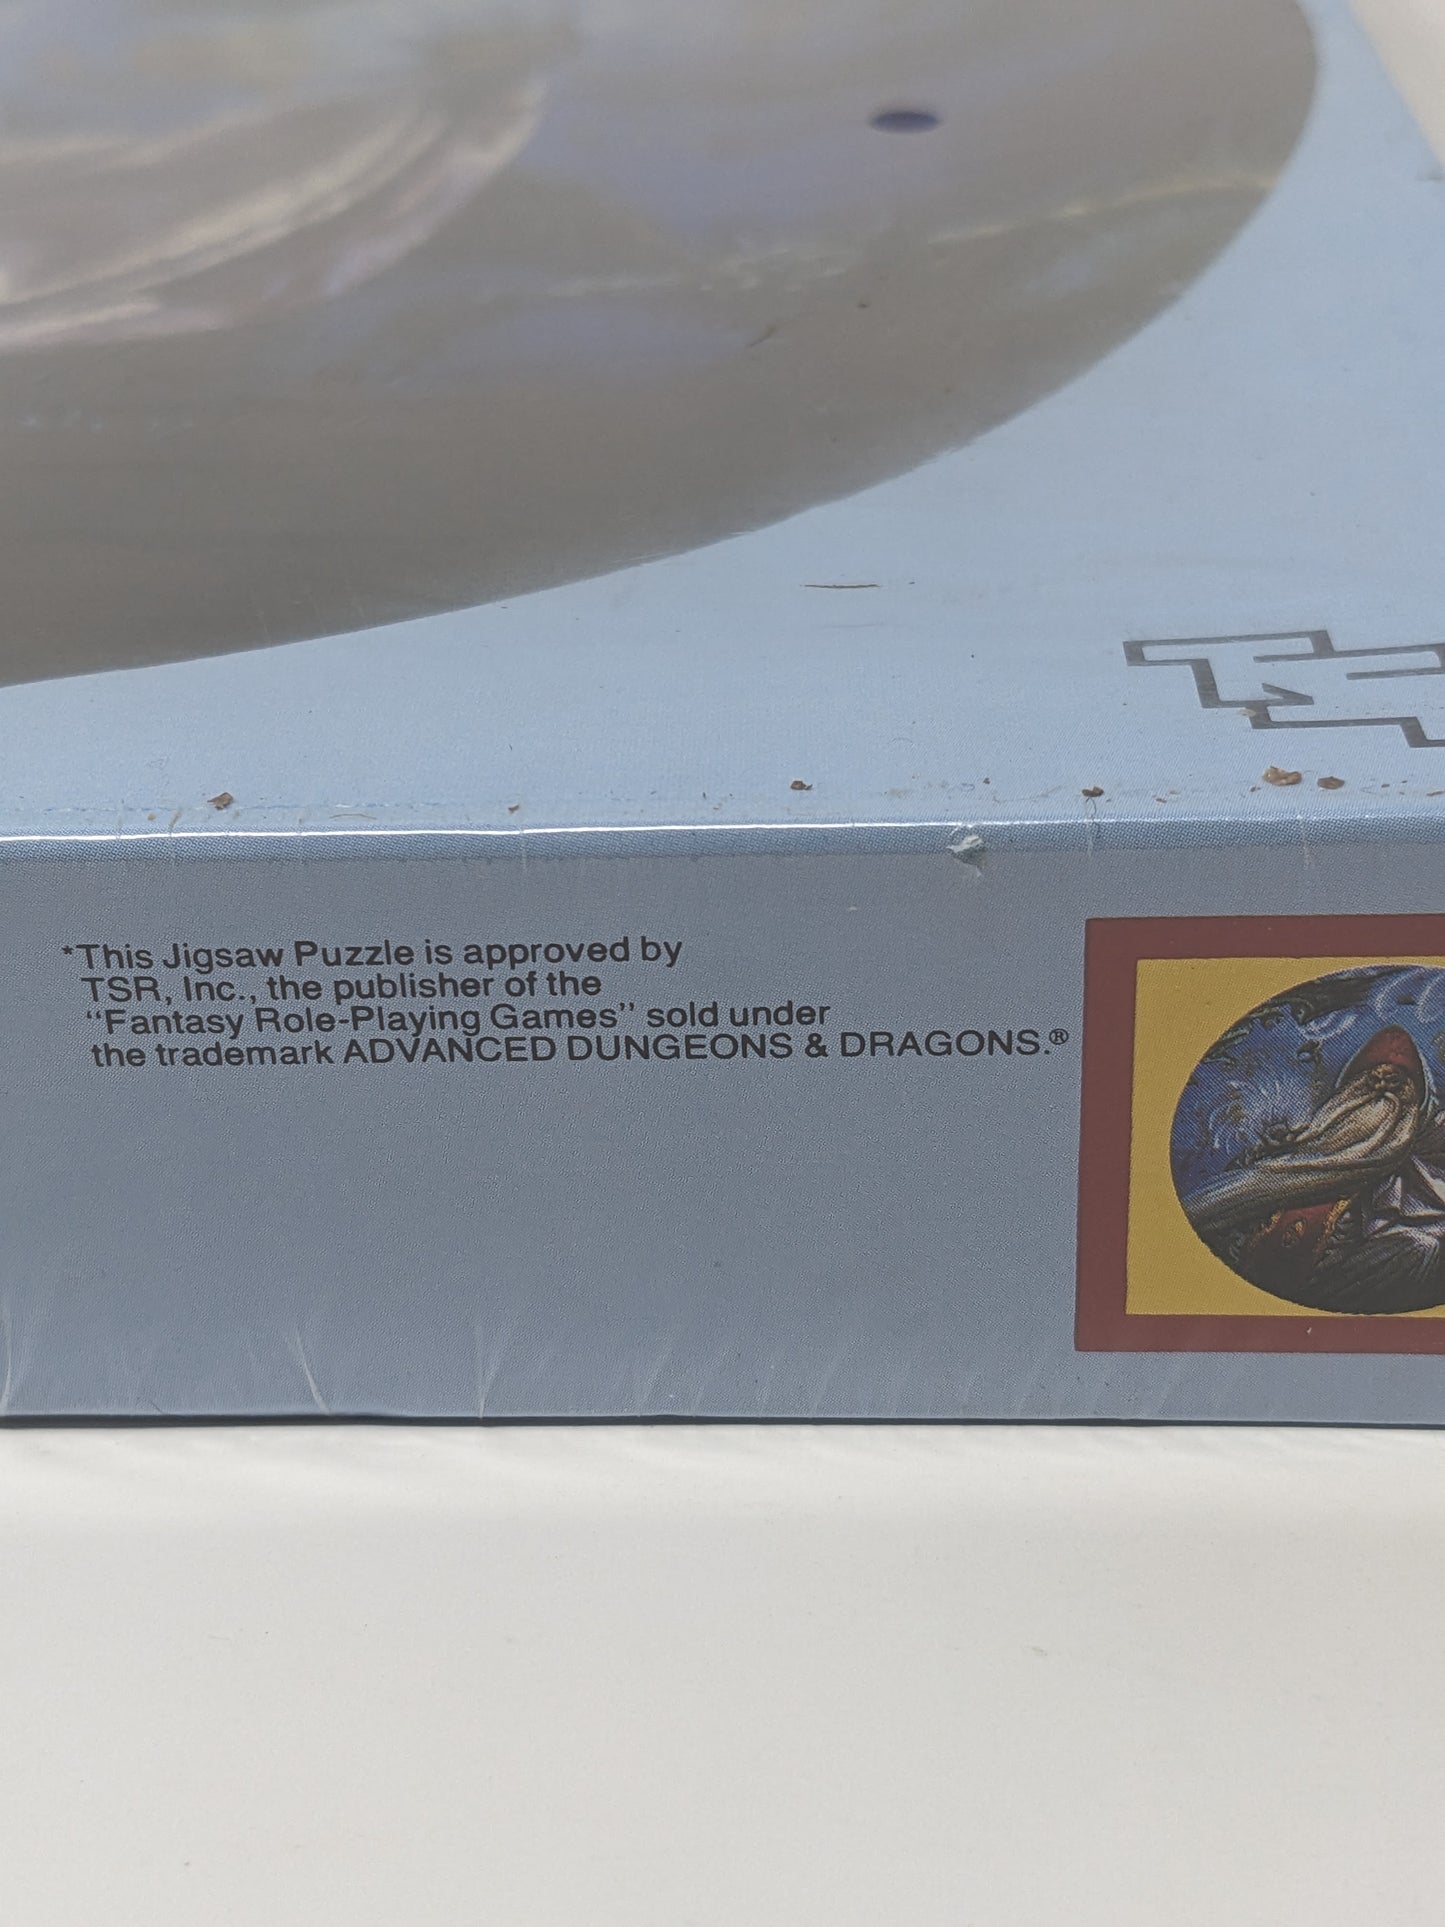 *This Jigsaw Puzzle is approved by
TSR, Inc., the publisher of the
“Fantasy Role-Playing Games” sold under
the trademark ADVANCED DUNGEONS & DRAGONS.®